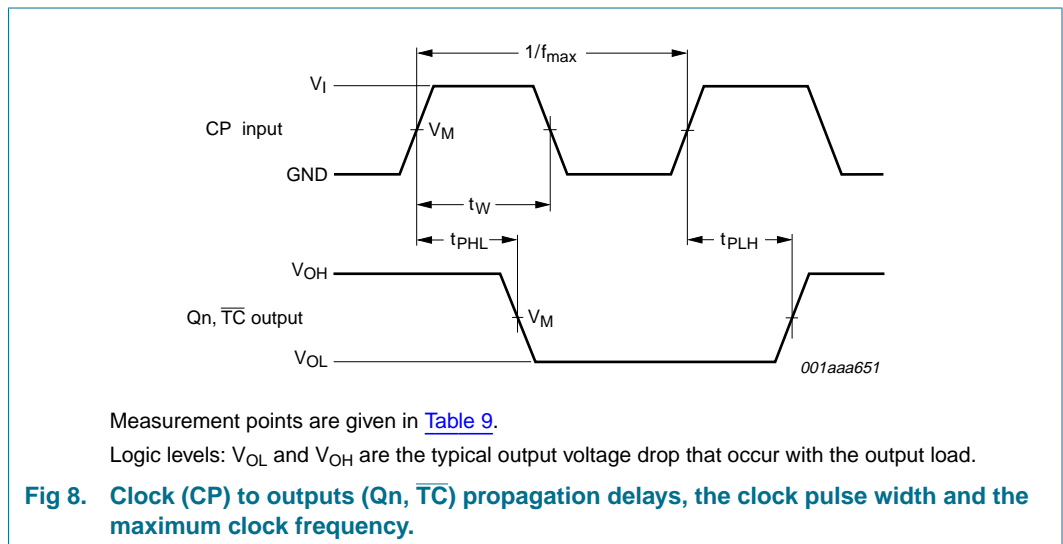 1/fmax
VI
CP input
VM
GND
tW
tPHL
tPLH
VOH
Qn, T̅C̅ output
VM
VOL
001aaa651
Measurement points are given in Table 9.
Logic levels: VOL and VOH are the typical output voltage drop that occur with the output load.
Fig 8. Clock (CP) to outputs (Qn, T̅C̅) propagation delays, the clock pulse width and the
maximum clock frequency.